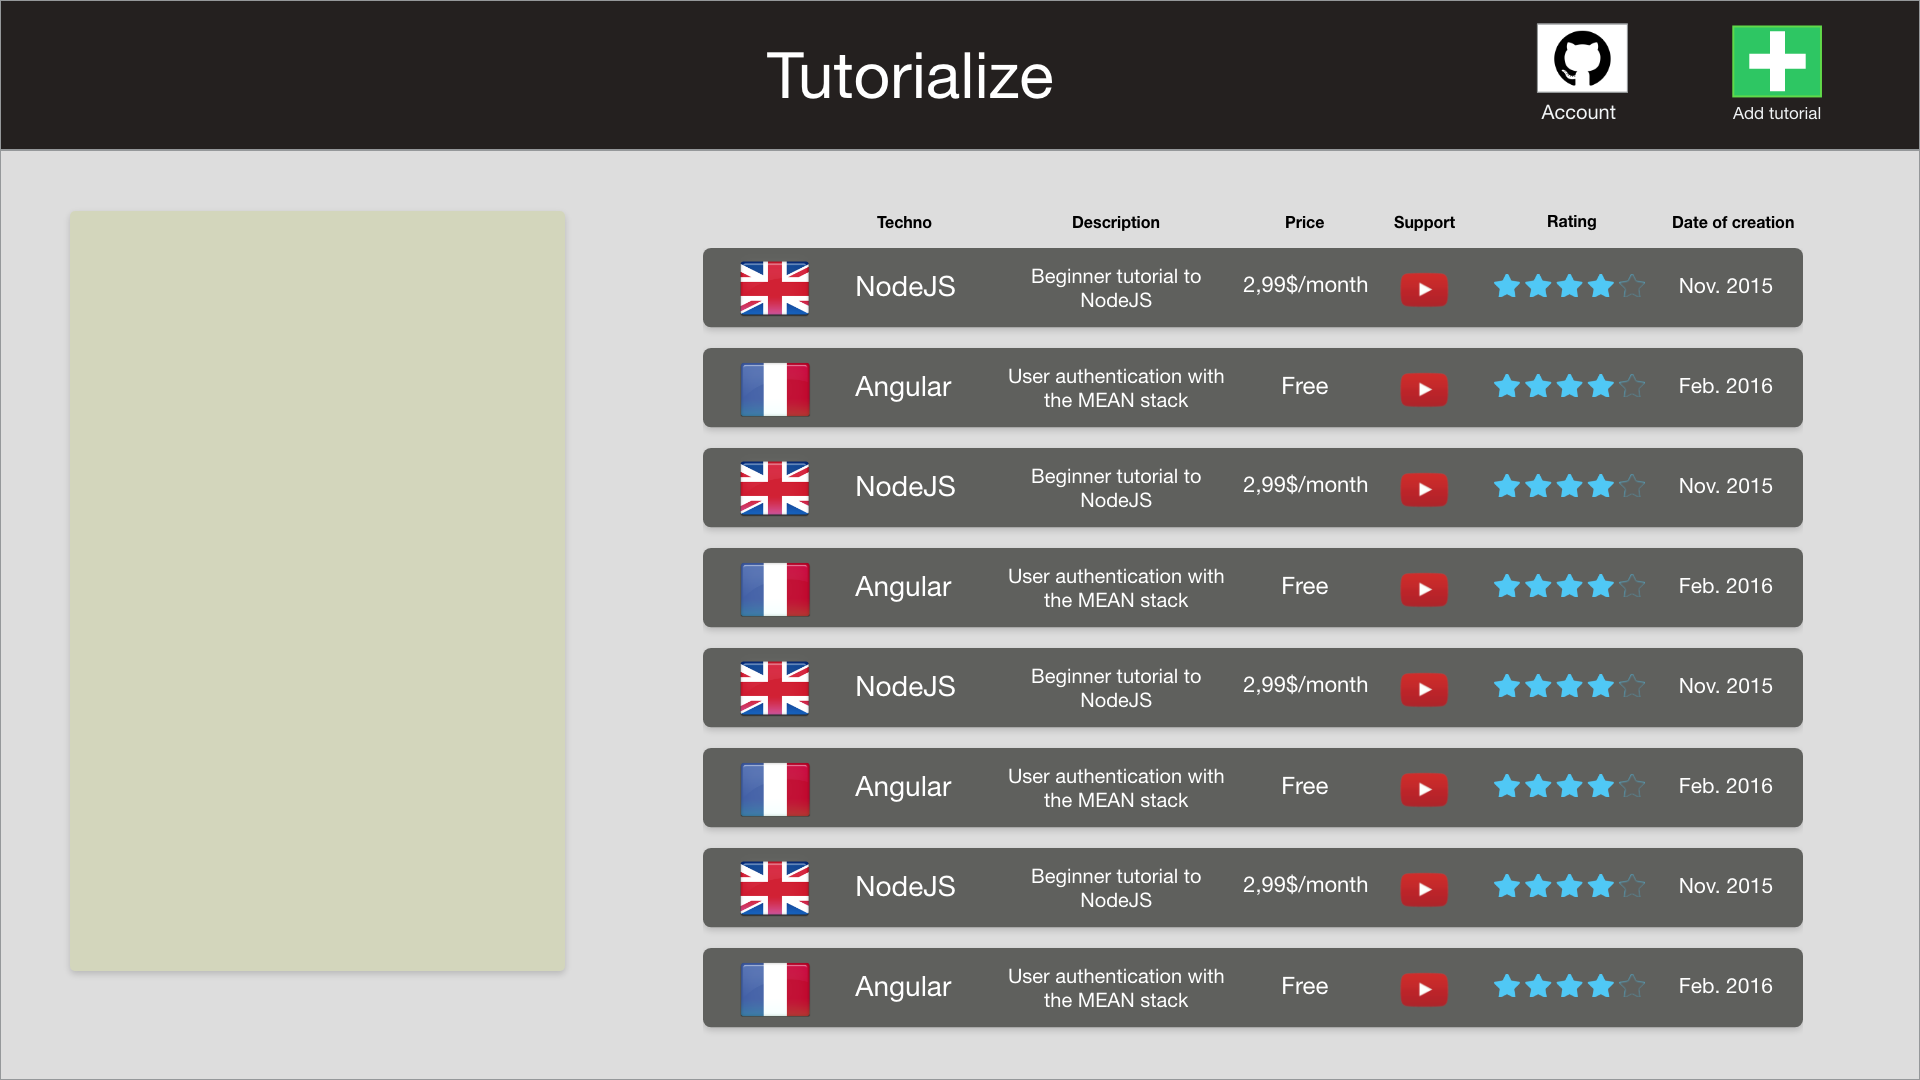 Tutorialize
Account
Add tutorial
Techno Description Price Support Rating Date of creation
NodeJS
Beginner tutorial to
NodeJS
2,99$/month
Nov. 2015
Angular
User authentication with
the MEAN stack
Free
Feb. 2016
NodeJS
Beginner tutorial to
NodeJS
2,99$/month
Nov. 2015
Angular
User authentication with
the MEAN stack
Free
Feb. 2016
NodeJS
Beginner tutorial to
NodeJS
2,99$/month
Nov. 2015
Angular
User authentication with
the MEAN stack
Free
Feb. 2016
NodeJS
Beginner tutorial to
NodeJS
2,99$/month
Nov. 2015
Angular
User authentication with
the MEAN stack
Free
Feb. 2016